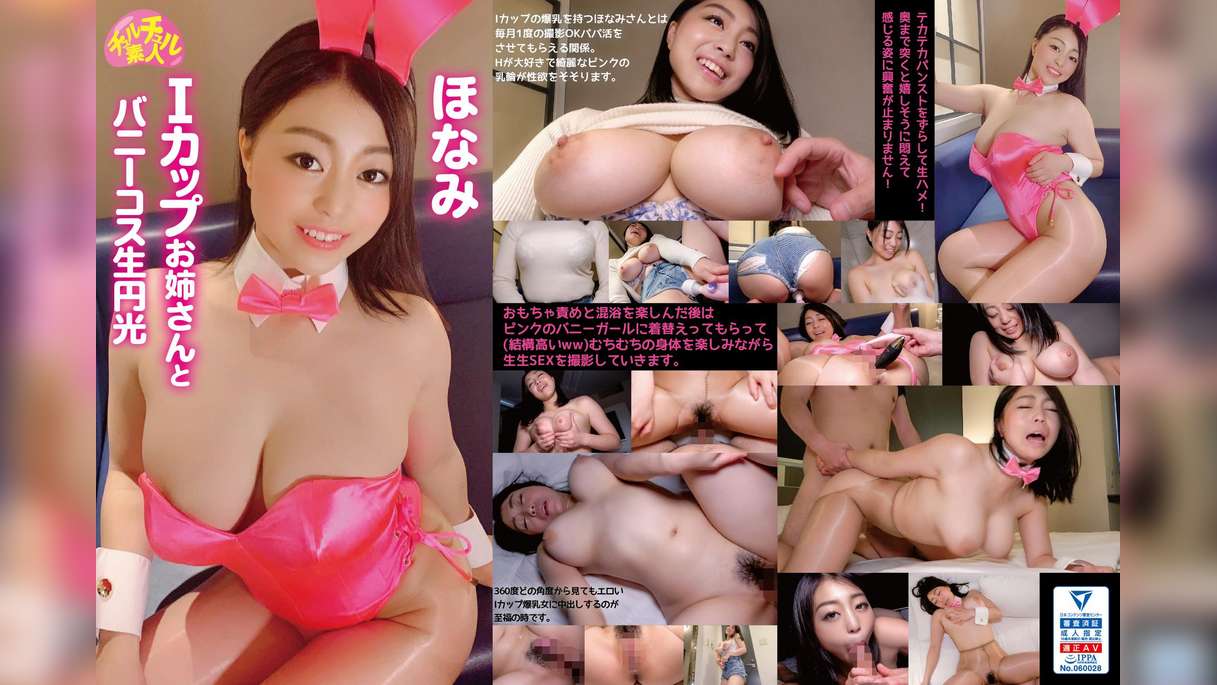 チュルチュル
素人
ほなみ
Iカップお姉さんと
バニーコス生円光
Iカップの爆乳を持つほなみさんとは
毎月1度の撮影OKパパ活を
させてもらえる関係。
Hが大好きで綺麗なピンクの
乳輪が性欲をそそります。
テカテカパンストをずらして生ハメ!
奥まで突くと嬉しそうに悶えて
感じる姿に興奮が止まりません!
おもちゃ責めと混浴を楽しんだ後は
ピンクのバニーガールに着替えってもらって
(結構高いww)むちむちの身体を楽しみながら
生生SEXを撮影していきます。
360度どの角度から見てもエロい
Iカップ爆乳女に中出しするのが
至福の時です。
日本コンテンツ審査センター
審査済証
成人指定
適正AV
IPPA
No.060028